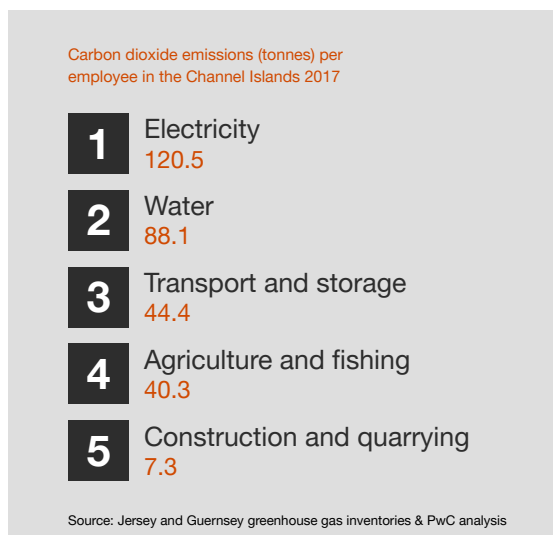 Carbon dioxide emissions (tonnes) per
employee in the Channel Islands 2017
1
Electricity
120.5
2
Water
88.1
3
Transport and storage
44.4
4
Agriculture and fishing
40.3
5
Construction and quarrying
7.3
Source: Jersey and Guernsey greenhouse gas inventories & PwC analysis